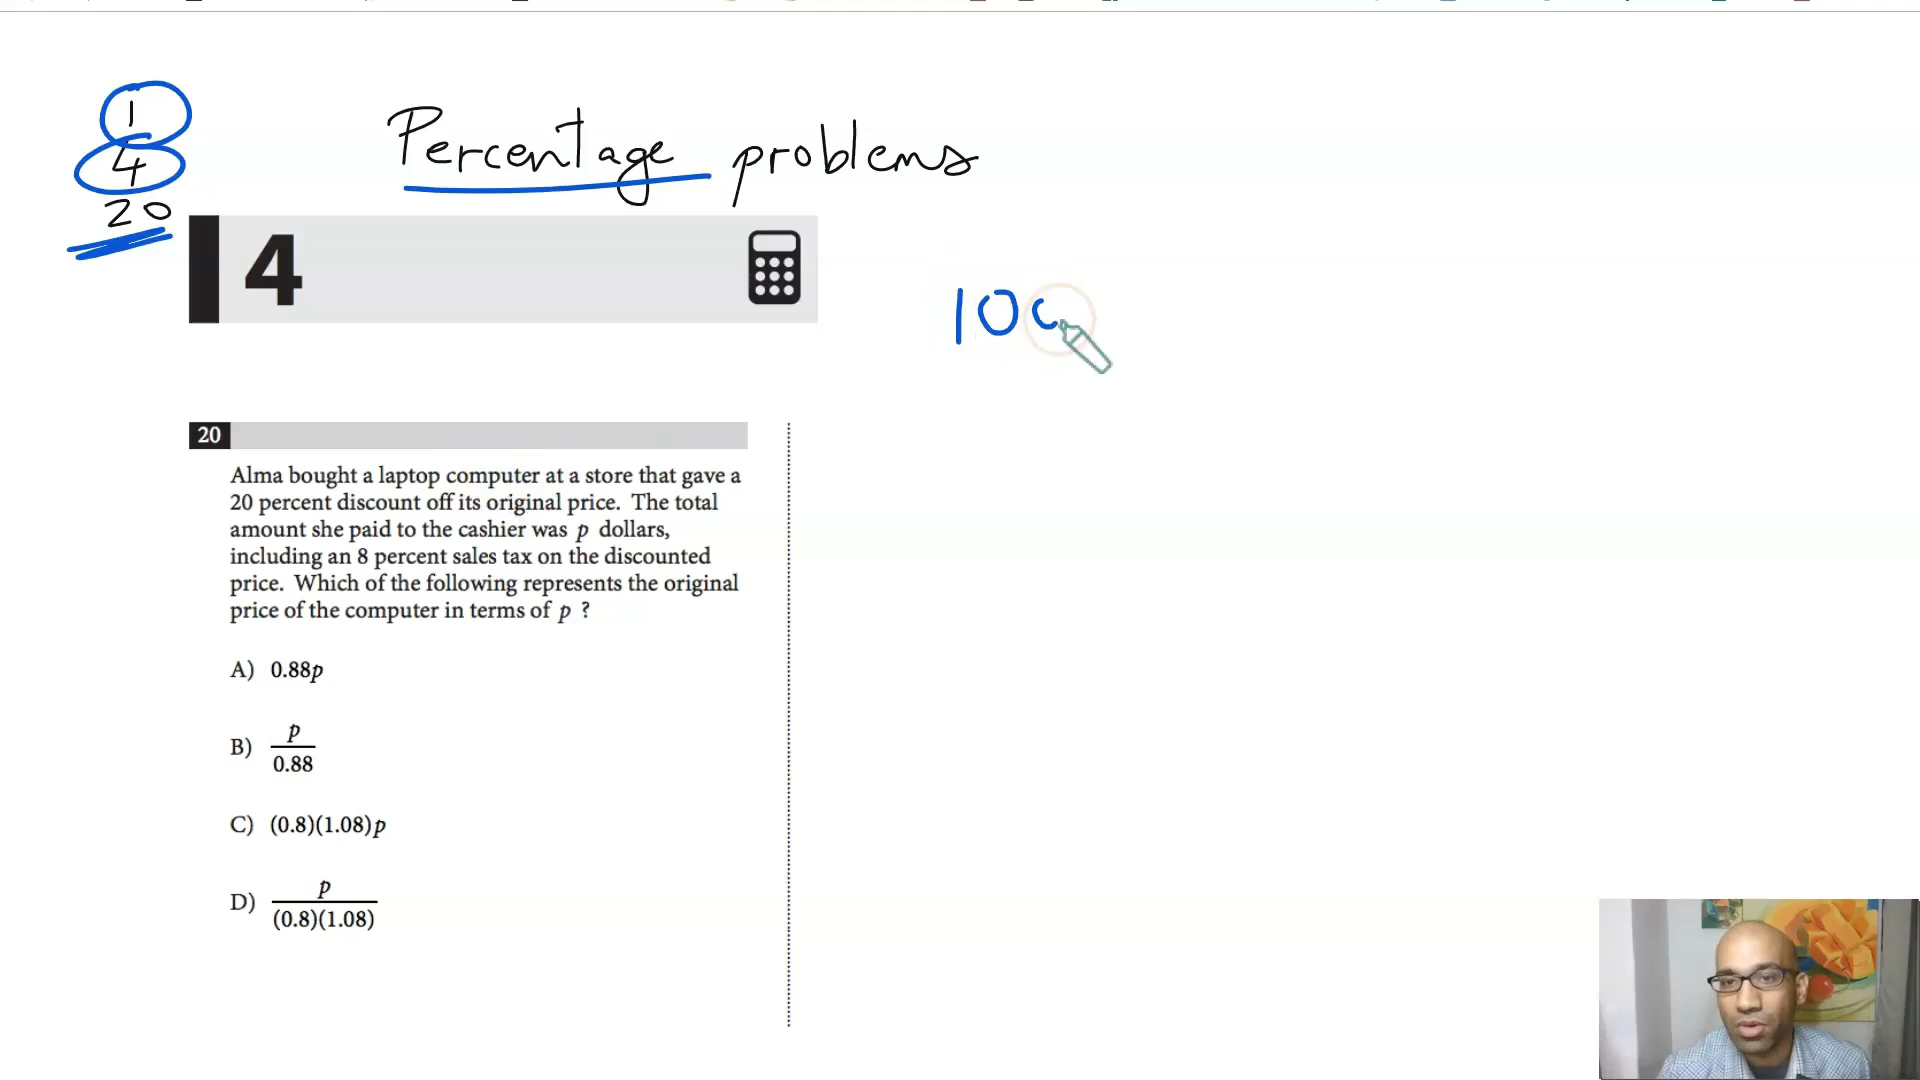 1
4
20
Percentage problems
4
100
20
Alma bought a laptop computer at a store that gave a
20 percent discount off its original price. The total
amount she paid to the cashier was p dollars,
including an 8 percent sales tax on the discounted
price. Which of the following represents the original
price of the computer in terms of p ?
A) 0.88p
B) p
0.88
C) (0.8)(1.08)p
D) p
(0.8)(1.08)